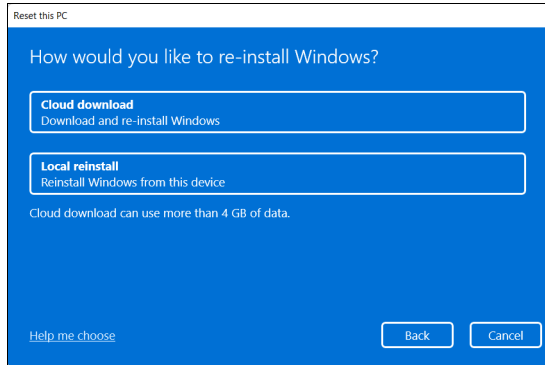 Reset this PC
How would you like to re-install Windows?
Cloud download
Download and re-install Windows
Local reinstall
Reinstall Windows from this device
Cloud download can use more than 4 GB of data.
Help me choose
Back
Cancel